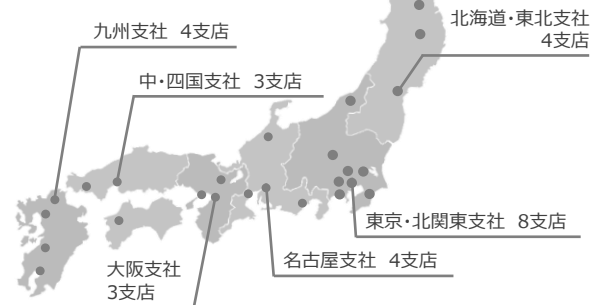 北海道・東北支社
4支店
九州支社 4支店
中・四国支社 3支店
東京・北関東支社 8支店
名古屋支社 4支店
大阪支社
3支店